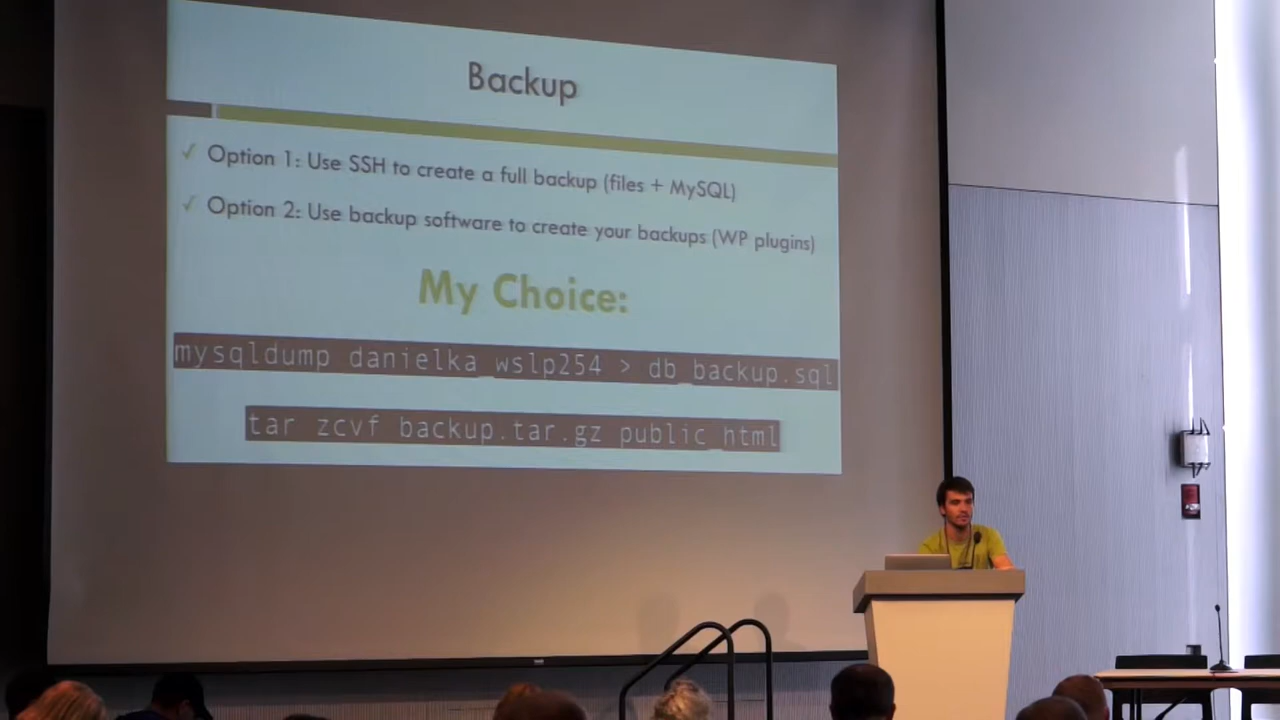 Backup
✓ Option 1: Use SSH to create a full backup (files + MySQL)
✓ Option 2: Use backup software to create your backups (WP plugins)
My Choice:
mysqldump danielka_wslp254 > db_backup.sql
tar zcvf backup.tar.gz public_html